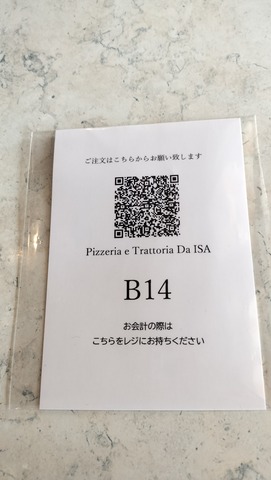 ご注文はこちらからお願い致します
Pizzeria e Trattoria Da ISA
B14
お会計の際は
こちらをレジにお持ちください